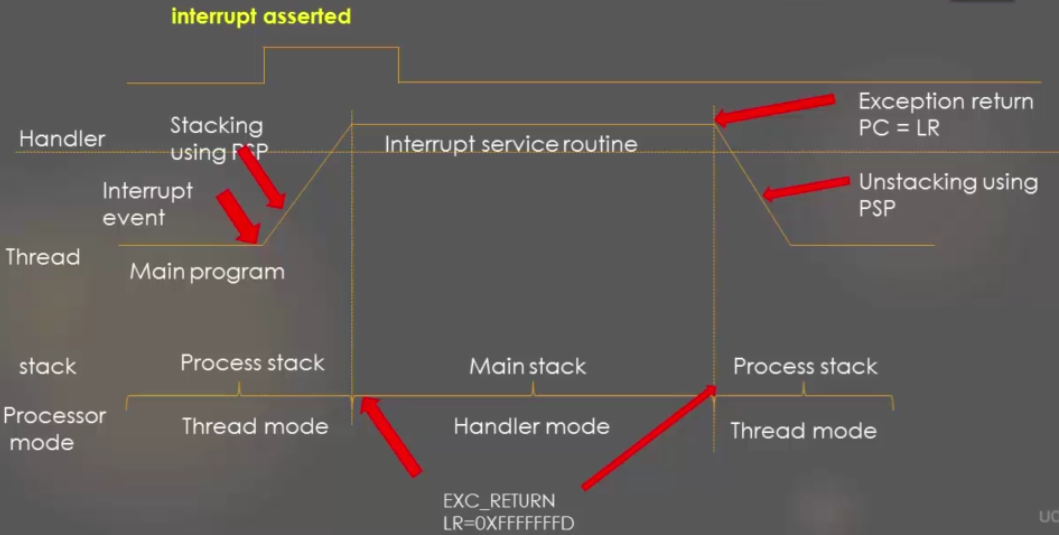 interrupt asserted
Exception return
PC = LR
Handler
Stacking
using PSP
Interrupt service routine
Interrupt
event
Unstacking using
PSP
Thread
Main program
stack
Process stack
Main stack
Process stack
Processor
mode
Thread mode
Handler mode
Thread mode
EXC_RETURN
LR=0XFFFFFFFD